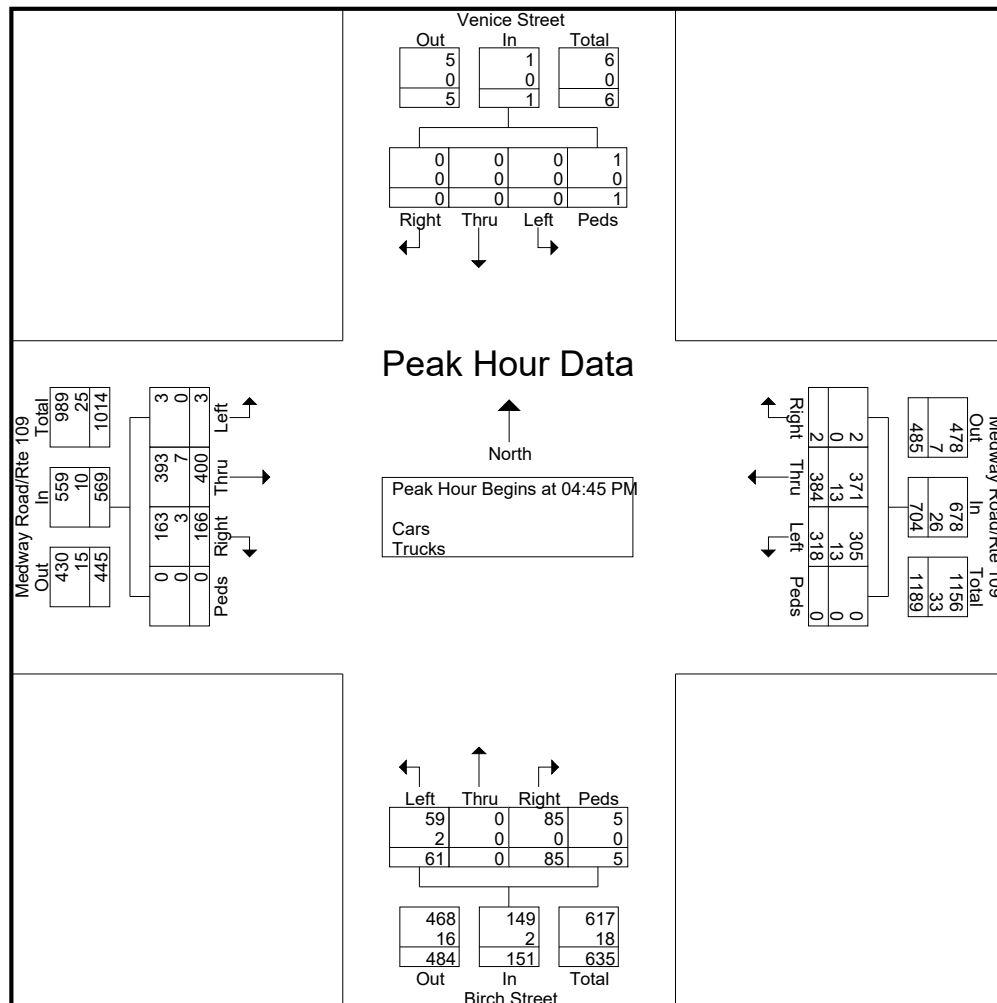 Venice Street
Out In Total
5 1 6
0 0 0
5 1 6
0 0 0 1
0 0 0 0
0 0 0 1
Right Thru Left Peds
Peak Hour Data
North
Peak Hour Begins at 04:45 PM
Cars
Trucks
Medway Road/Rte 109
Out In Total
430 559 989
15 10 25
445 569 1014
0 163 393 3
0 3 7 0
0 166 400 3
Peds Right Thru Left
Medway Road/Rte 109
Out In Total
478 678 1156
7 26 33
485 704 1189
2 371 305 0
0 13 13 0
2 384 318 0
Right Thru Left Peds
Left Thru Right Peds
59 0 85 5
2 0 0 0
61 0 85 5
468 149 617
16 2 18
484 151 635
Out In Total
Birch Street